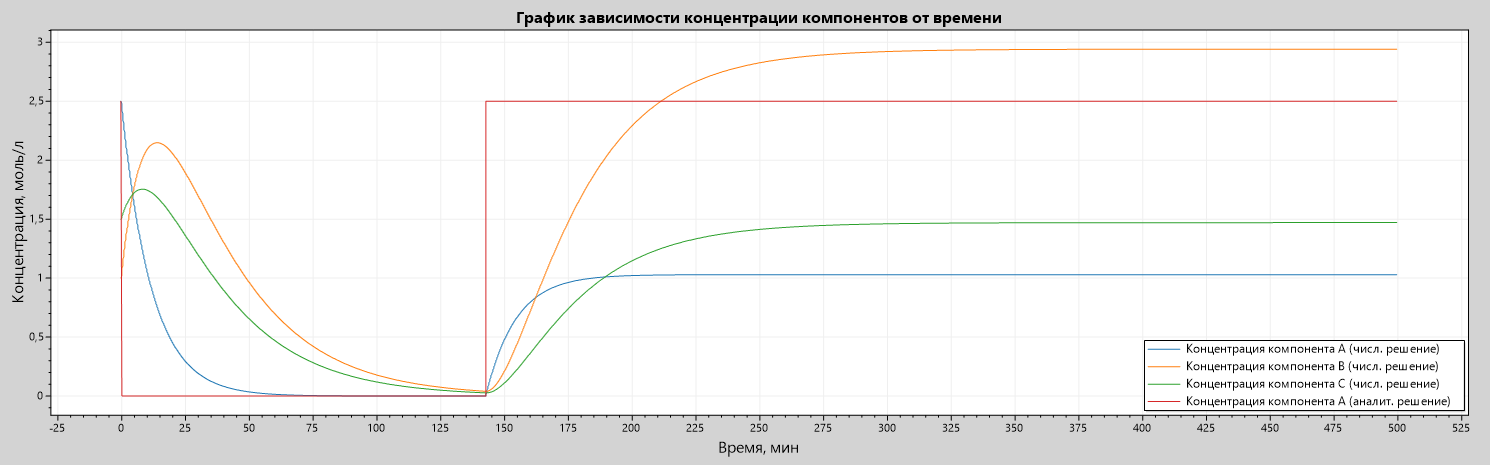 График зависимости концентрации компонентов от времени
Концентрация, моль/л
3
2,5
2
1,5
1
0,5
0
-25 0 25 50 75 100 125 150 175 200 225 250 275 300 325 350 375 400 425 450 475 500 525
Время, мин
Концентрация компонента A (числ. решение)
Концентрация компонента B (числ. решение)
Концентрация компонента C (числ. решение)
Концентрация компонента A (аналит. решение)